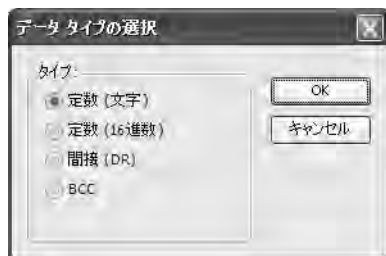 データ タイプの選択
タイプ:
定数 (文字)
定数 (16進数)
間接 (DR)
BCC
OK
キャンセル